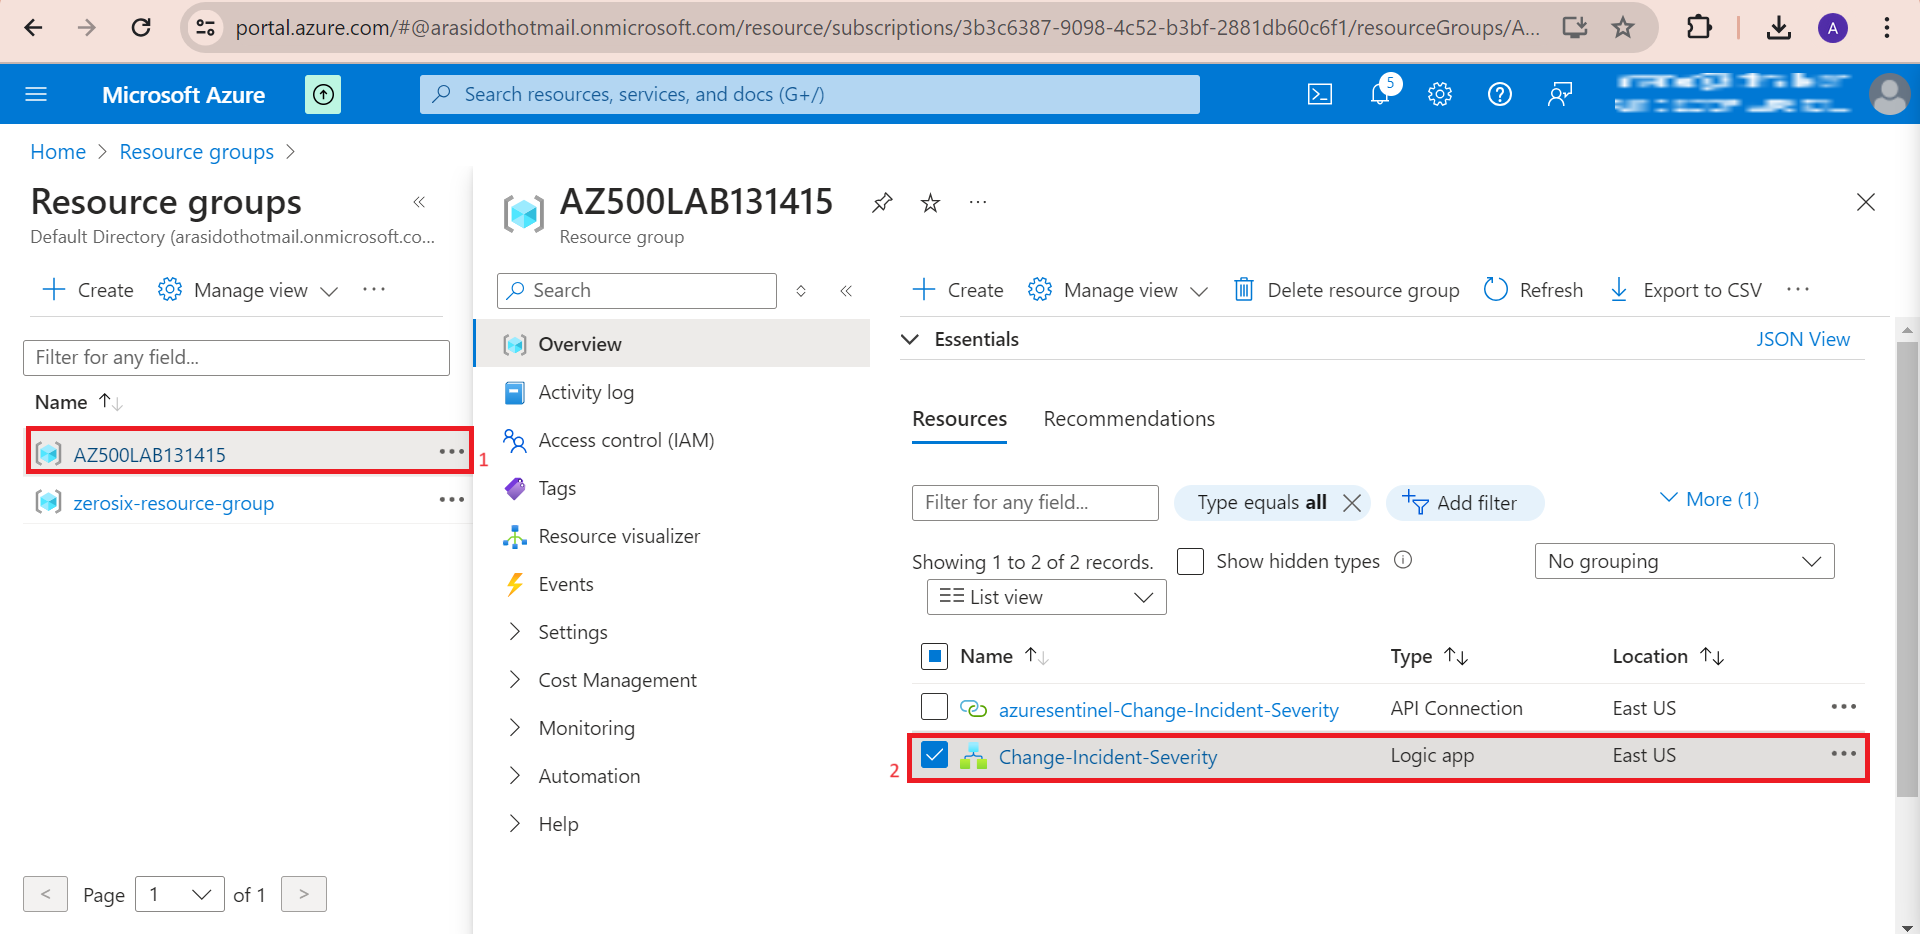 portal.azure.com/#@arasidothotmail.onmicrosoft.com/resource/subscriptions/3b3c6387-9098-4c52-b3bf-2881db60c6f1/resourceGroups/A...
A
Microsoft Azure
Search resources, services, and docs (G+/)
5
Home > Resource groups >
Resource groups
Default Directory (arasidothotmail.onmicrosoft.co...
Create
Manage view
Filter for any field...
Name
AZ500LAB131415
1
zerosix-resource-group
< Page 1 of 1 >
AZ500LAB131415
Resource group
Search
Overview
Activity log
Access control (IAM)
Tags
Resource visualizer
Events
Settings
Cost Management
Monitoring
Automation
Help
Create
Manage view
Delete resource group
Refresh
Export to CSV
Essentials
JSON View
Resources
Recommendations
Filter for any field...
Type equals all
Add filter
More (1)
Showing 1 to 2 of 2 records.
Show hidden types
No grouping
List view
Name Type Location
azuresentinel-Change-Incident-Severity API Connection East US
2
Change-Incident-Severity Logic app East US